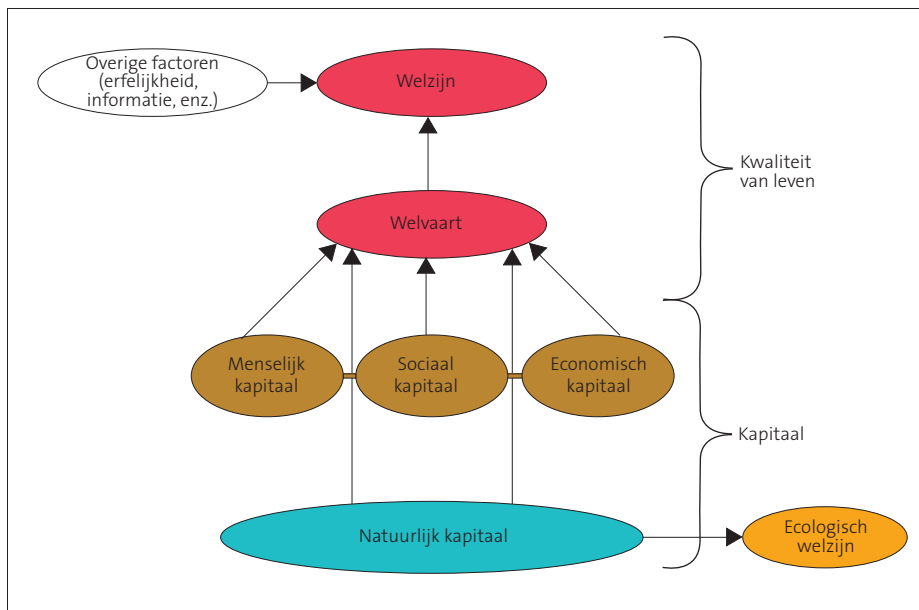 Overige factoren
(erfelijkheid,
informatie, enz.)
Welzijn
Kwaliteit
van leven
Welvaart
Menselijk
kapitaal
Sociaal
kapitaal
Economisch
kapitaal
Kapitaal
Natuurlijk kapitaal
Ecologisch
welzijn